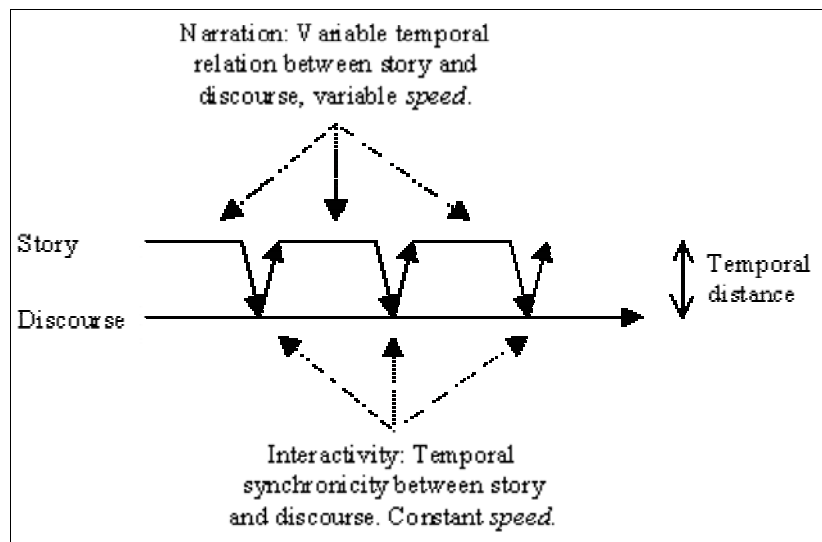 Narration: Variable temporal
relation between story and
discourse, variable speed.
Story
Temporal
distance
Discourse
Interactivity: Temporal
synchronicity between story
and discourse. Constant speed.